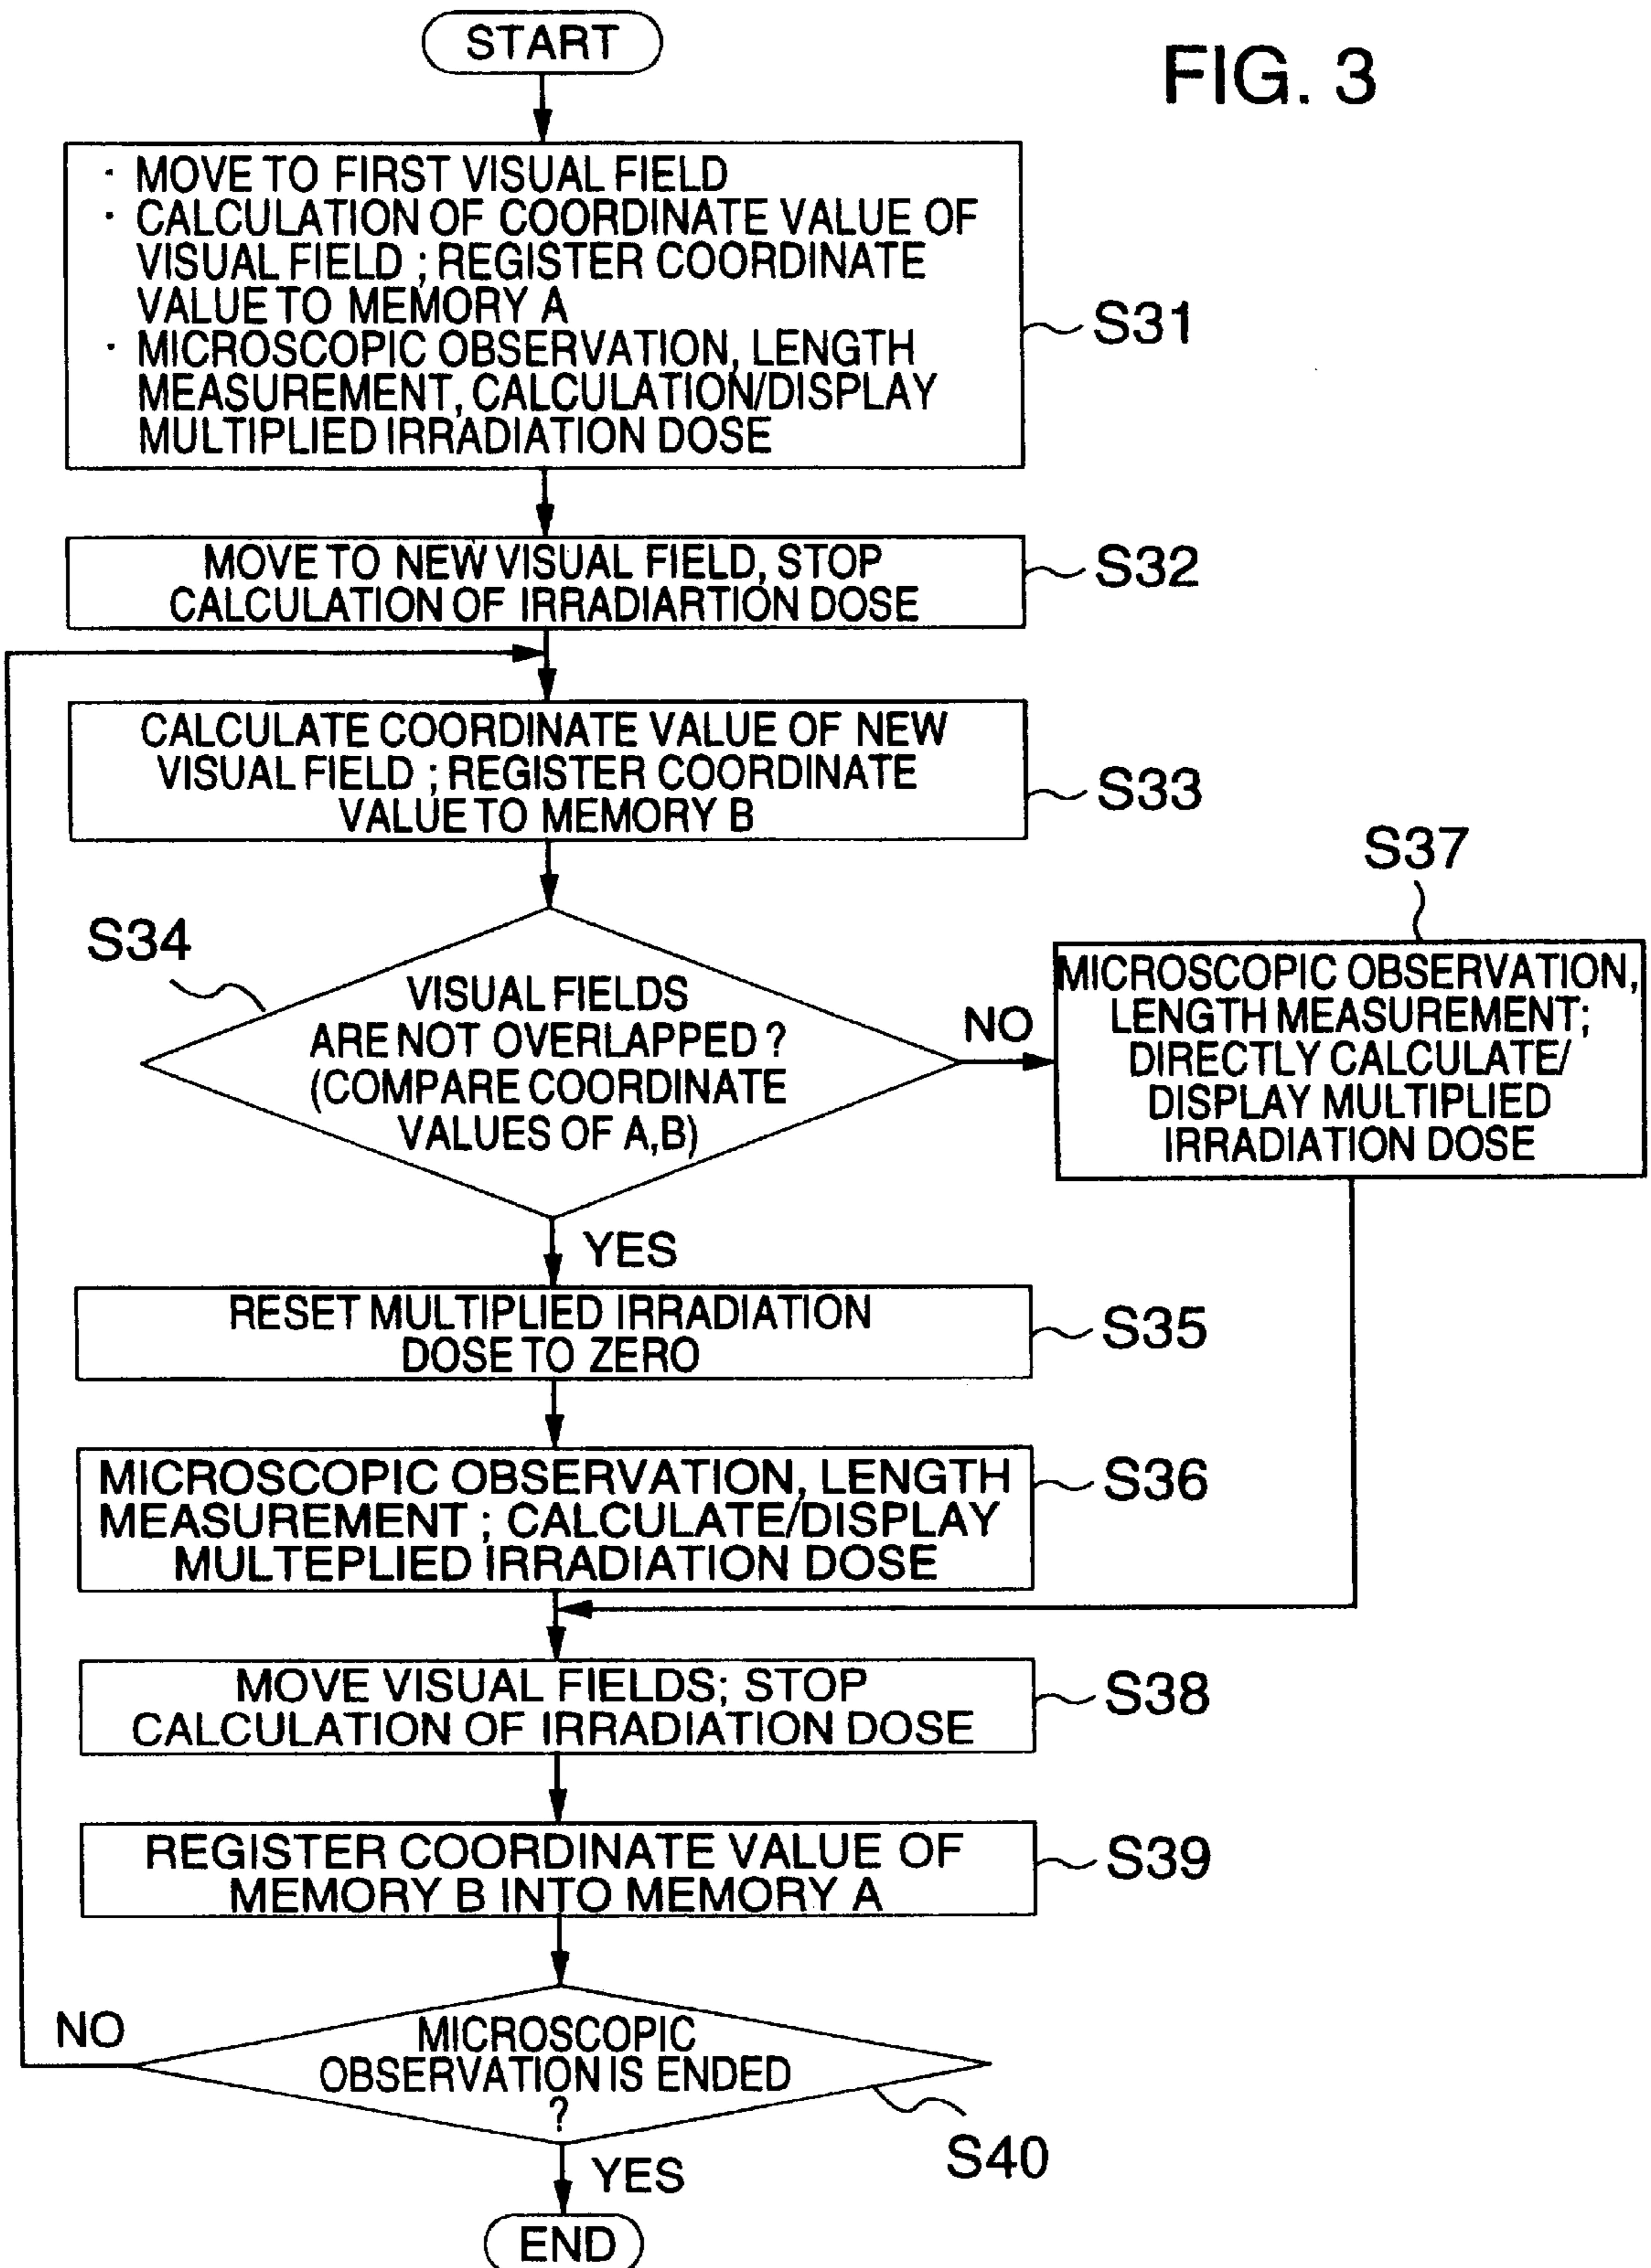 START
FIG. 3
· MOVE TO FIRST VISUAL FIELD
· CALCULATION OF COORDINATE VALUE OF
VISUAL FIELD ; REGISTER COORDINATE
VALUE TO MEMORY A
· MICROSCOPIC OBSERVATION, LENGTH
MEASUREMENT, CALCULATION/DISPLAY
MULTIPLIED IRRADIATION DOSE
S31
MOVE TO NEW VISUAL FIELD, STOP
CALCULATION OF IRRADIARTION DOSE
S32
CALCULATE COORDINATE VALUE OF NEW
VISUAL FIELD ; REGISTER COORDINATE
VALUE TO MEMORY B
S33
S34
VISUAL FIELDS
ARE NOT OVERLAPPED ?
(COMPARE COORDINATE
VALUES OF A,B)
NO
S37
MICROSCOPIC OBSERVATION,
LENGTH MEASUREMENT;
DIRECTLY CALCULATE/
DISPLAY MULTIPLIED
IRRADIATION DOSE
YES
RESET MULTIPLIED IRRADIATION
DOSE TO ZERO
S35
MICROSCOPIC OBSERVATION, LENGTH
MEASUREMENT ; CALCULATE/DISPLAY
MULTEPLIED IRRADIATION DOSE
S36
MOVE VISUAL FIELDS; STOP
CALCULATION OF IRRADIATION DOSE
S38
REGISTER COORDINATE VALUE OF
MEMORY B INTO MEMORY A
S39
NO
MICROSCOPIC
OBSERVATION IS ENDED
?
S40
YES
END